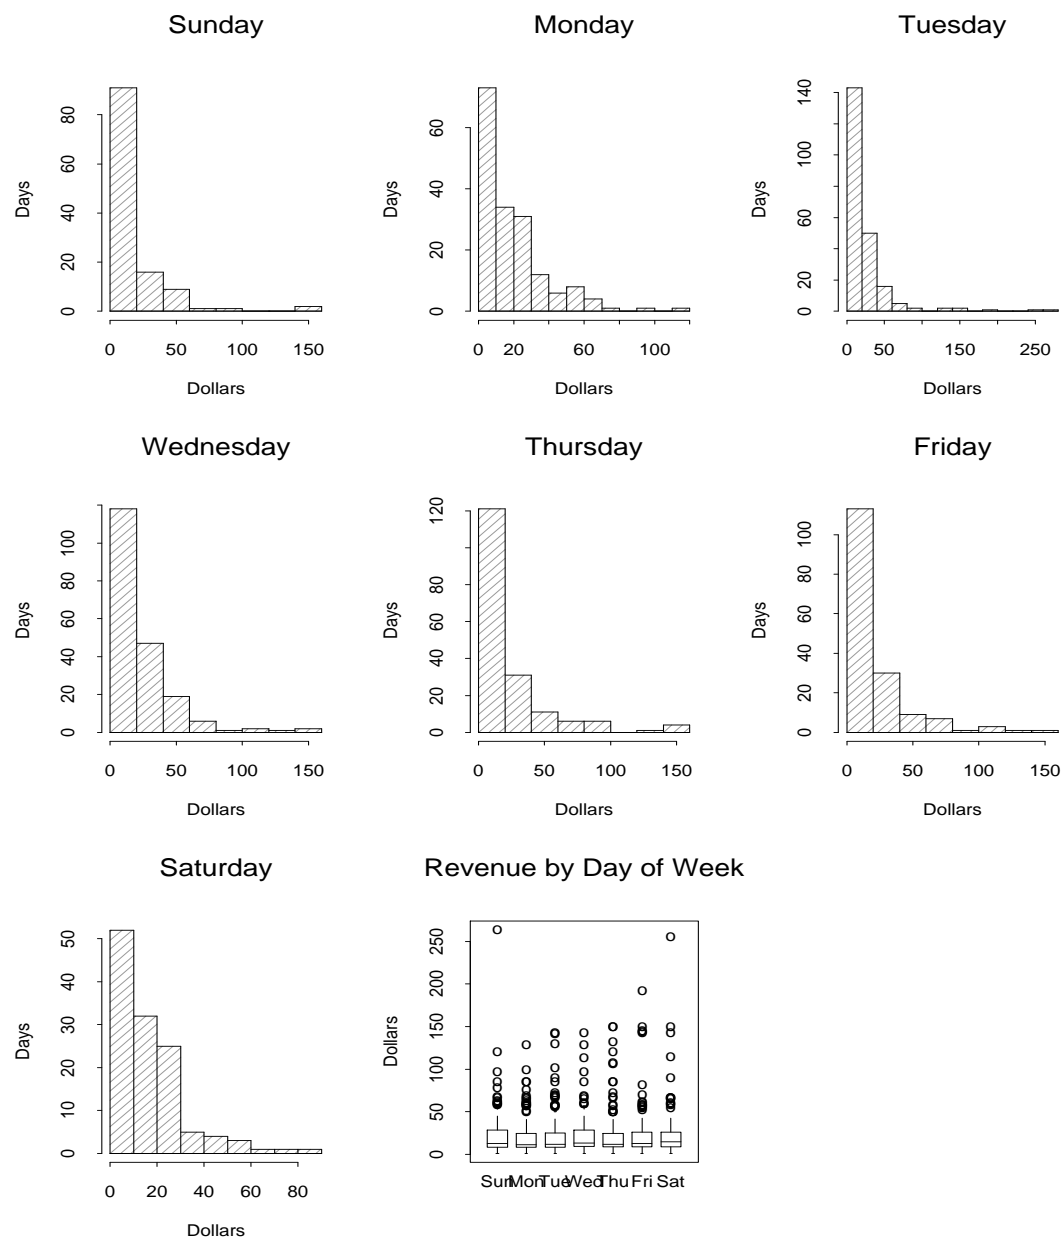 Sunday
Days
0 20 40 60 80
0 50 100 150
Dollars
Monday
Days
0 20 40 60
0 20 60 100
Dollars
Tuesday
Days
0 20 60 100 140
0 50 150 250
Dollars
Wednesday
Days
0 20 40 60 80 100
0 50 100 150
Dollars
Thursday
Days
0 20 40 60 80 120
0 50 100 150
Dollars
Friday
Days
0 20 40 60 80 100
0 50 100 150
Dollars
Saturday
Days
0 10 20 30 40 50
0 20 40 60 80
Dollars
Revenue by Day of Week
Dollars
0 50 100 150 200 250
Sun Mon Tue Wed Thu Fri Sat